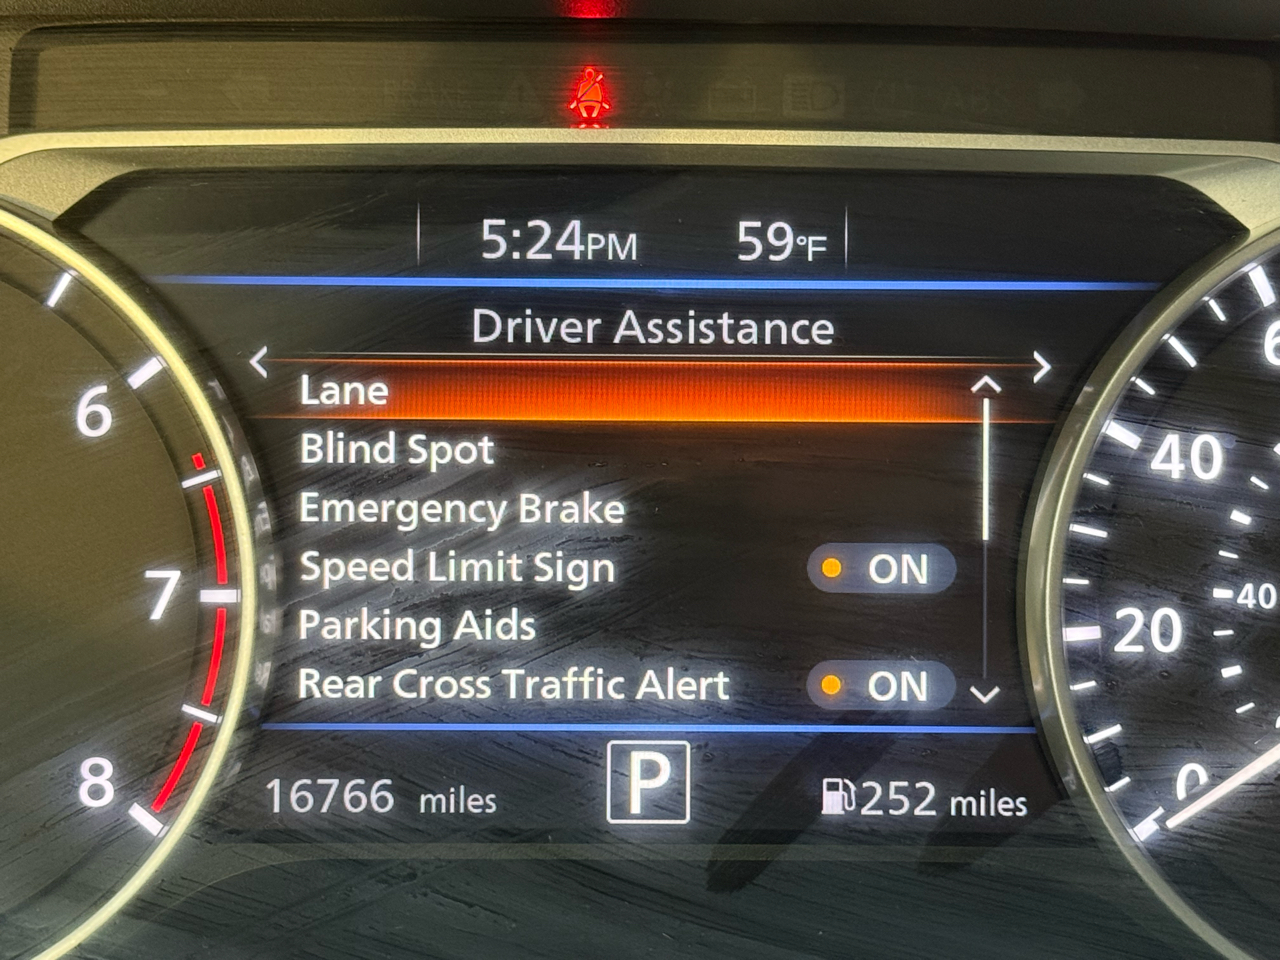 5:24PM 59°F
Driver Assistance
Lane
Blind Spot
Emergency Brake
Speed Limit Sign ON
Parking Aids
Rear Cross Traffic Alert ON
16766 miles P 252 miles
6
7
8
40
20
0
40